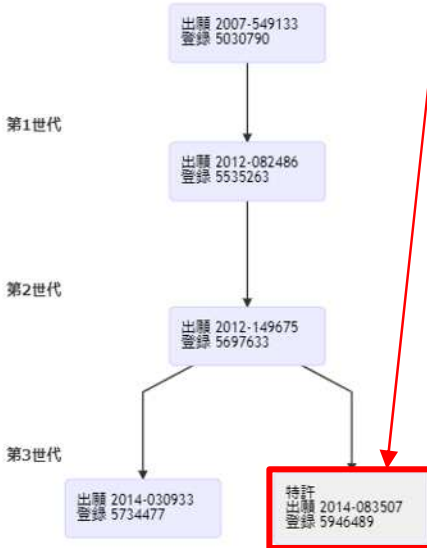 出願 2007-549133
登録 5030790
第1世代
出願 2012-082486
登録 5535263
第2世代
出願 2012-149675
登録 5697633
第3世代
出願 2014-030933
登録 5734477
特許
出願 2014-083507
登録 5946489